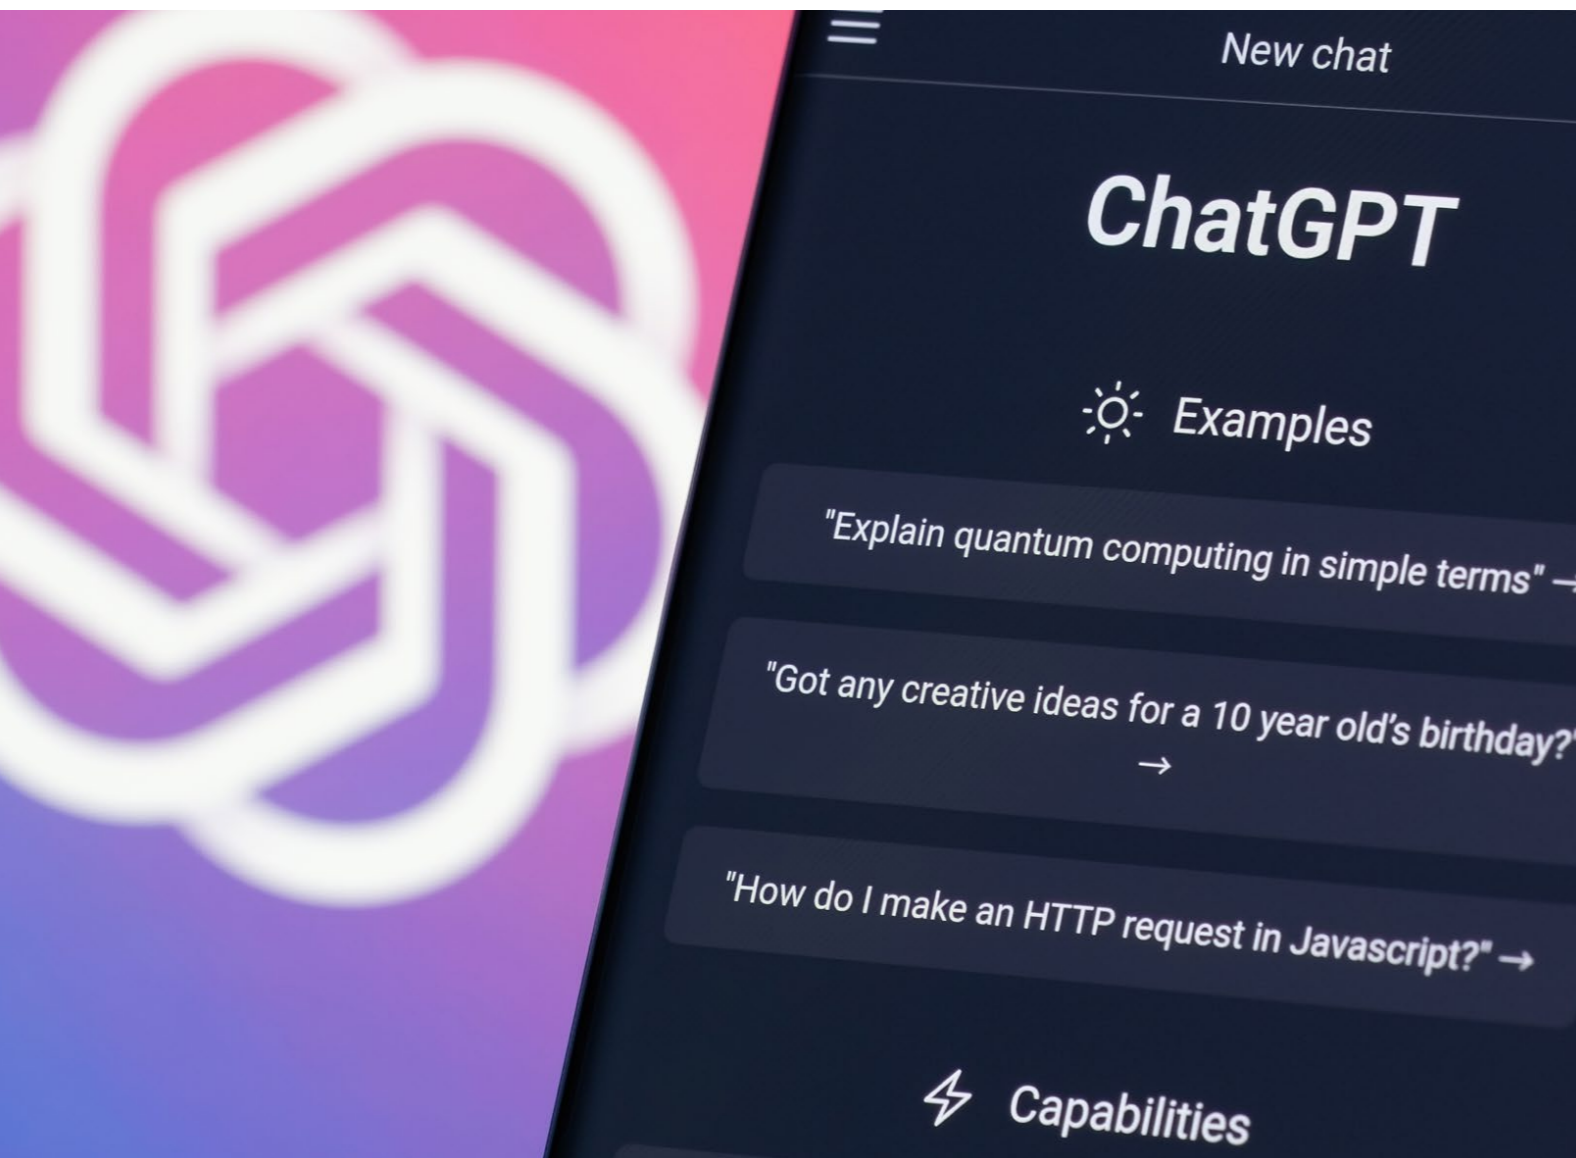 New chat
ChatGPT
Examples
"Explain quantum computing in simple terms" →
"Got any creative ideas for a 10 year old's birthday?"
→
"How do I make an HTTP request in Javascript?" →
Capabilities